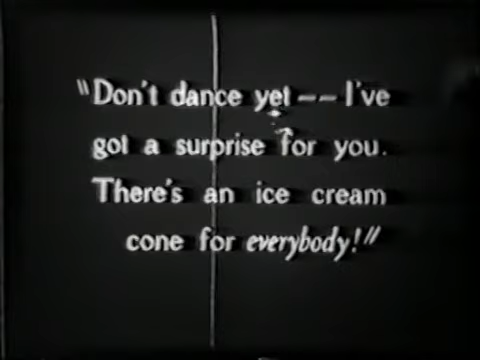 "Don't dance yet -- I've
got a surprise for you.
There's an ice cream
cone for everybody!"